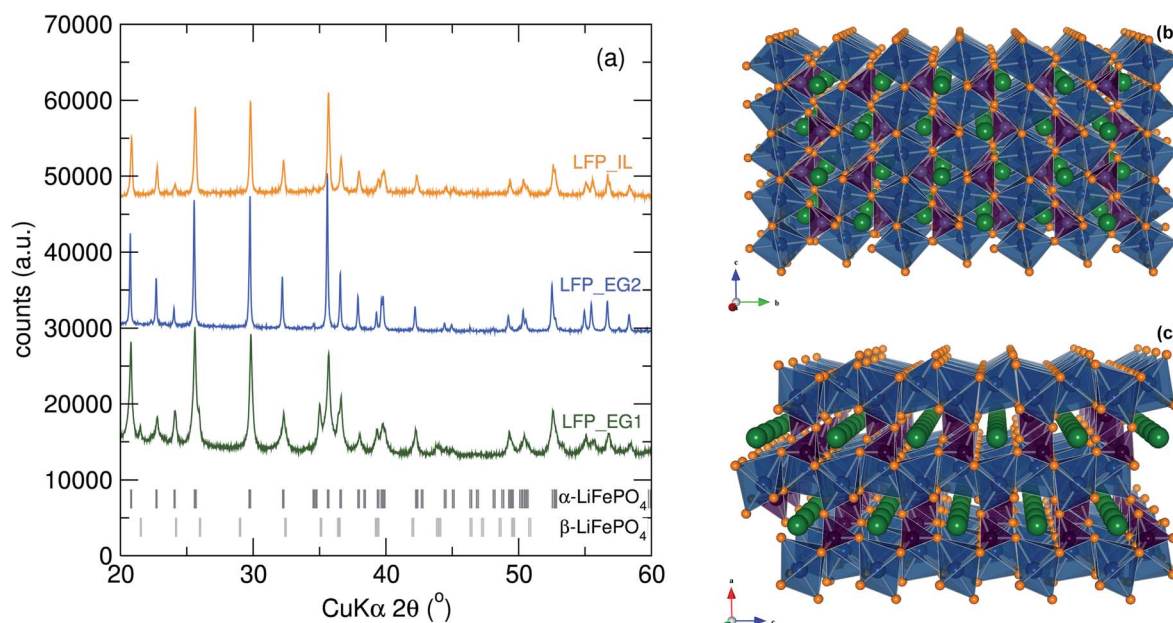 70000
60000
50000
40000
30000
20000
10000
0
counts (a.u.)
(a)
LFP_IL
LFP_EG2
LFP_EG1
α-LiFePO4
β-LiFePO4
20 30 40 50 60
CuKα 2θ (°)
(b)
c
b
(c)
a